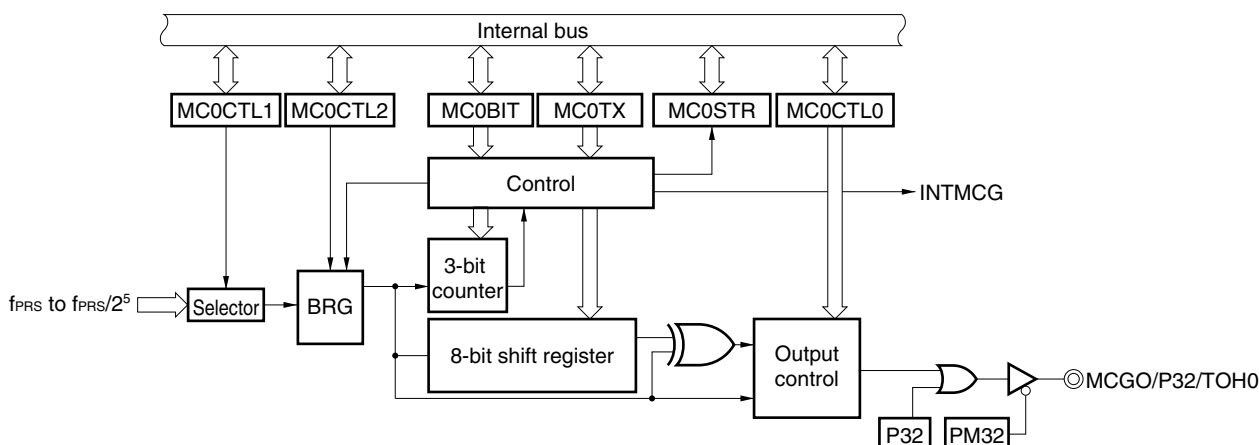 Internal bus
MC0CTL1
MC0CTL2
MC0BIT
MC0TX
MC0STR
MC0CTL0
Control
INTMCG
3-bit
counter
fPRS to fPRS/2⁵
Selector
BRG
8-bit shift register
Output
control
MCGO/P32/TOH0
P32
PM32